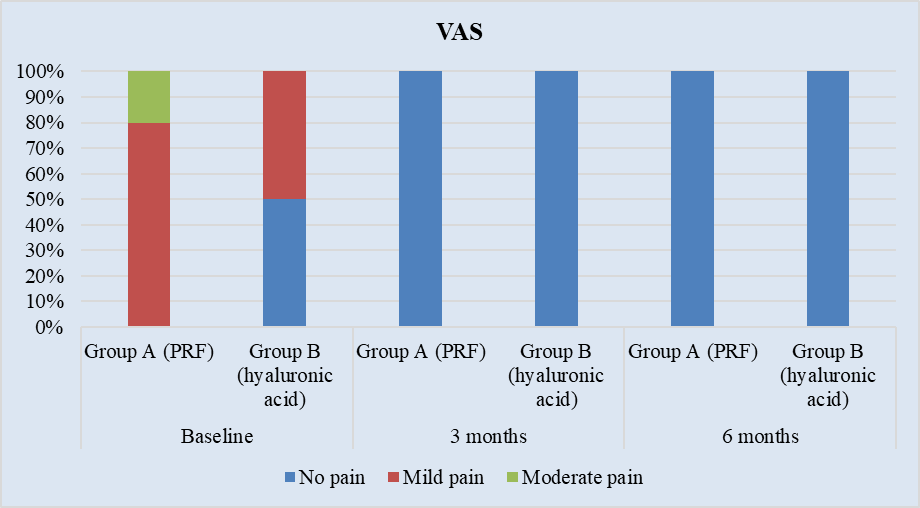 VAS
100%
90%
80%
70%
60%
50%
40%
30%
20%
10%
0%
Group A (PRF)
Group B
(hyaluronic
acid)
Group A (PRF)
Group B
(hyaluronic
acid)
Group A (PRF)
Group B
(hyaluronic
acid)
Baseline
3 months
6 months
No pain
Mild pain
Moderate pain